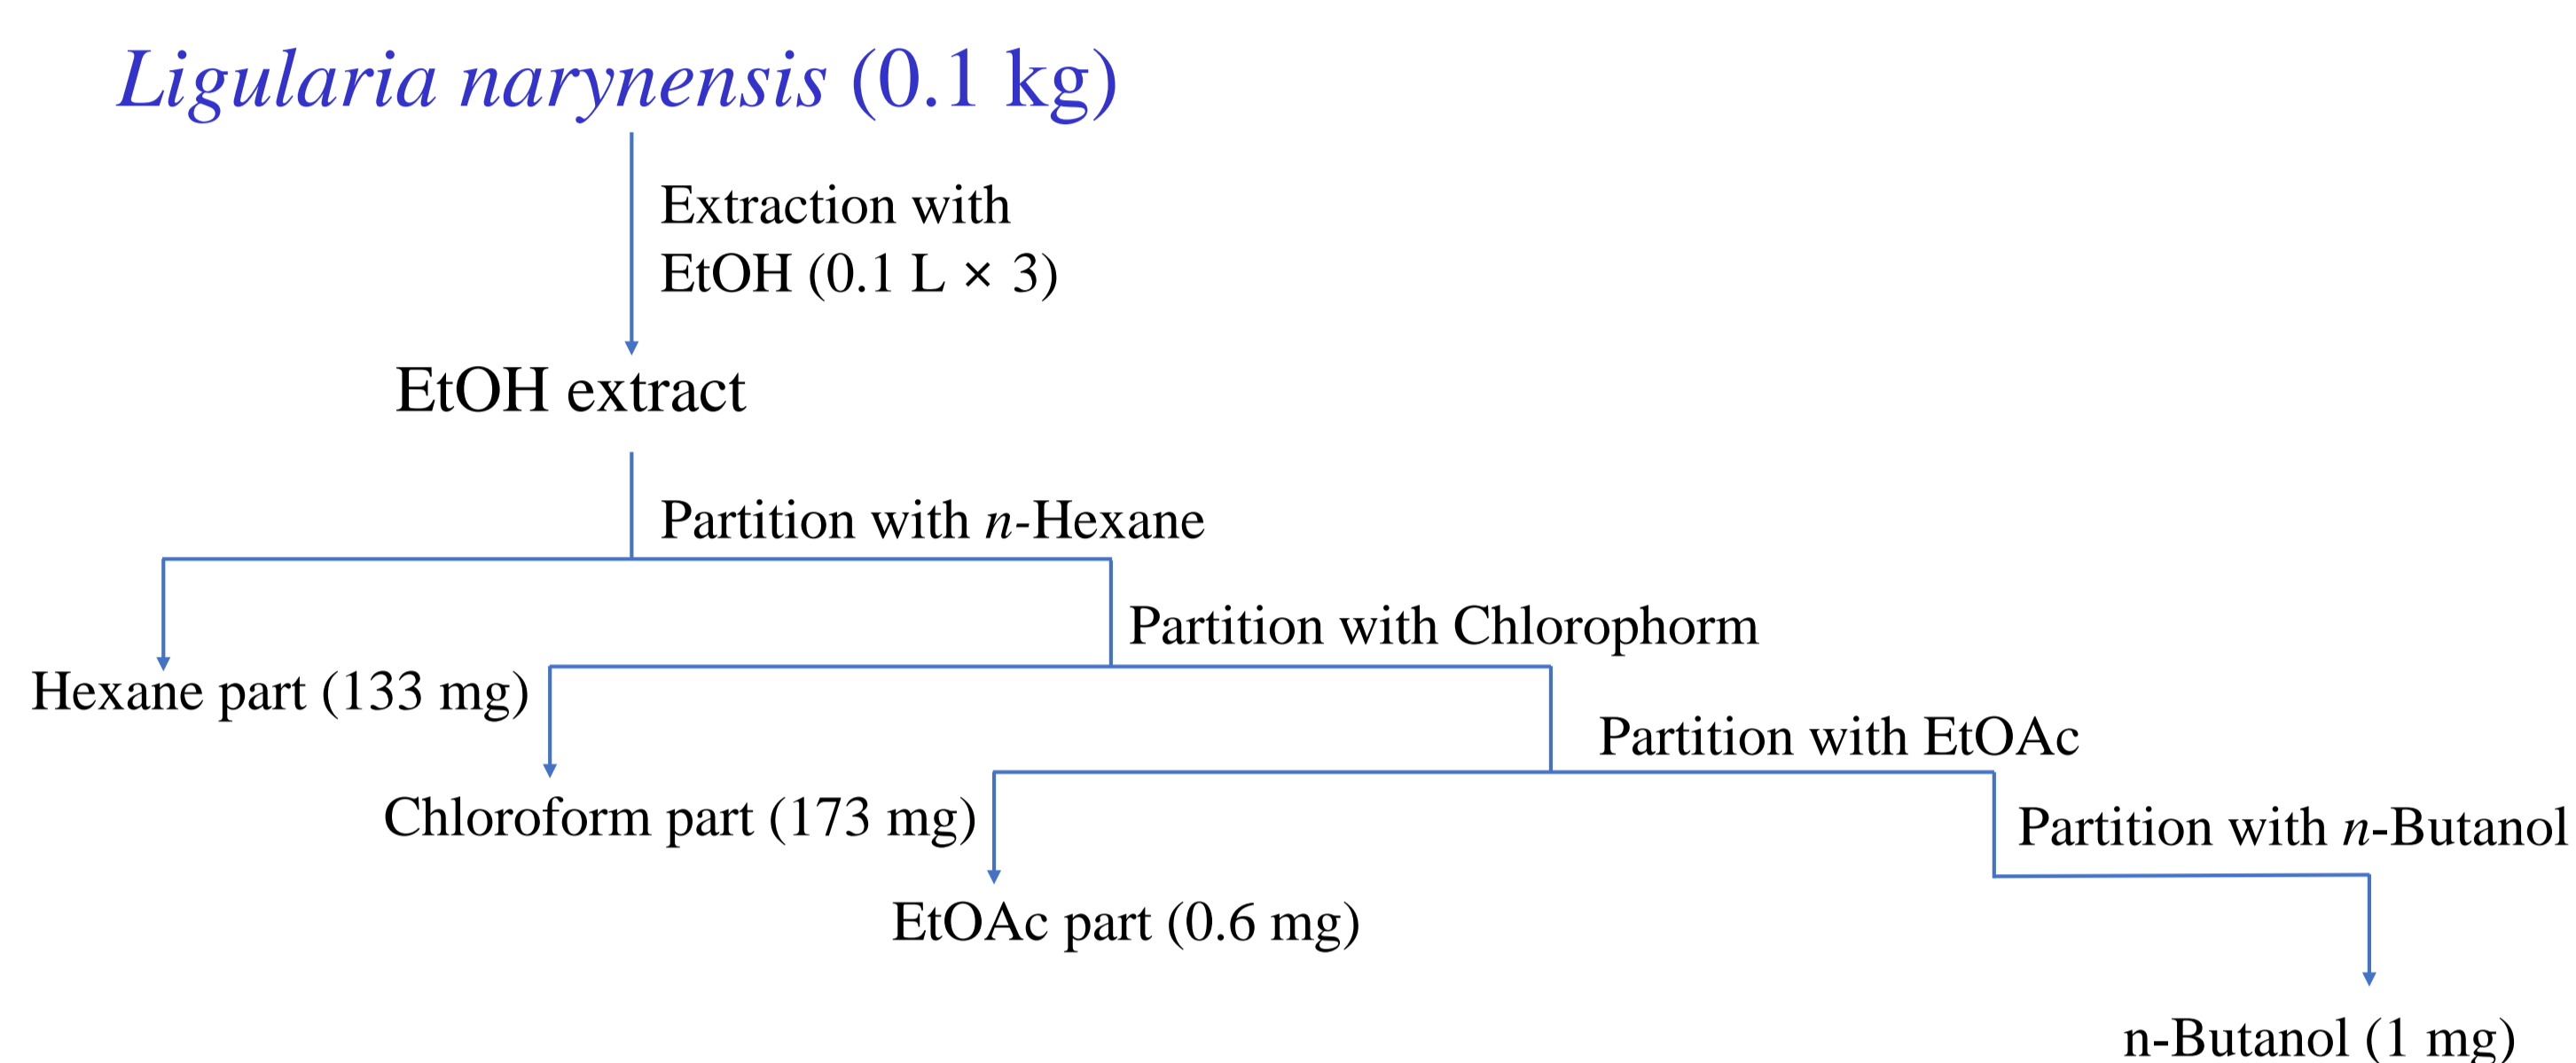 Ligularia narynensis (0.1 kg)
Extraction with
EtOH (0.1 L × 3)
EtOH extract
Partition with n-Hexane
Partition with Chlorophorm
Hexane part (133 mg)
Partition with EtOAc
Chloroform part (173 mg)
Partition with n-Butanol
EtOAc part (0.6 mg)
n-Butanol (1 mg)